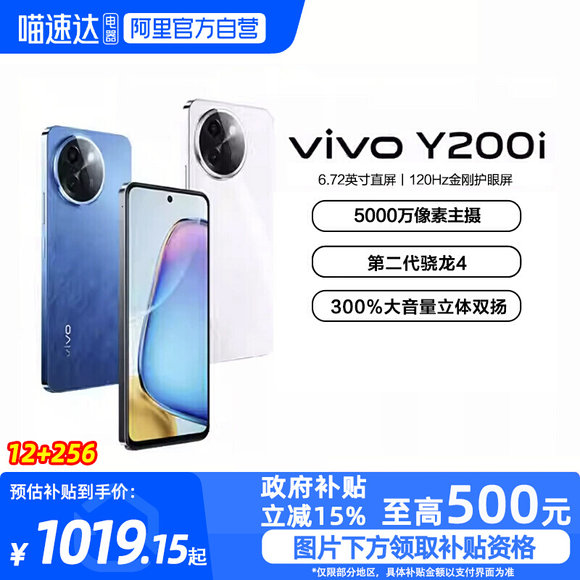 喵速达电器 阿里官方自营
vivo Y200i
6.72英寸直屏 | 120Hz金刚护眼屏
5000万像素主摄
第二代骁龙4
300%大音量立体双扬
vivo
12+256
预估补贴到手价:
¥1019.15起
政府补贴
立减15%
至高500元
图片下方领取补贴资格
*仅限部分地区，具体补贴金额以支付界面为准